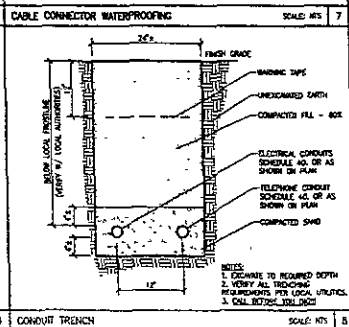 CABLE CONNECTOR WATERPROOFING SCALE: NTS 7
24"±
FINISH GRADE
12"
WARNING TAPE
UNEXCAVATED EARTH
COMPACTED FILL - 80%
BELOW LOCAL FROSTLINE
(VERIFY W/ LOCAL AUTHORITIES)
ELECTRICAL CONDUITS
SCHEDULE 40, OR AS
SHOWN ON PLAN
TELEPHONE CONDUIT
SCHEDULE 40, OR AS
SHOWN ON PLAN
COMPACTED SAND
12"
NOTES:
1. EXCAVATE TO REQUIRED DEPTH
2. VERIFY ALL TRENCHING
REQUIREMENTS PER LOCAL UTILITIES.
3. CALL BEFORE YOU DIG!!!
CONDUIT TRENCH SCALE: NTS 8